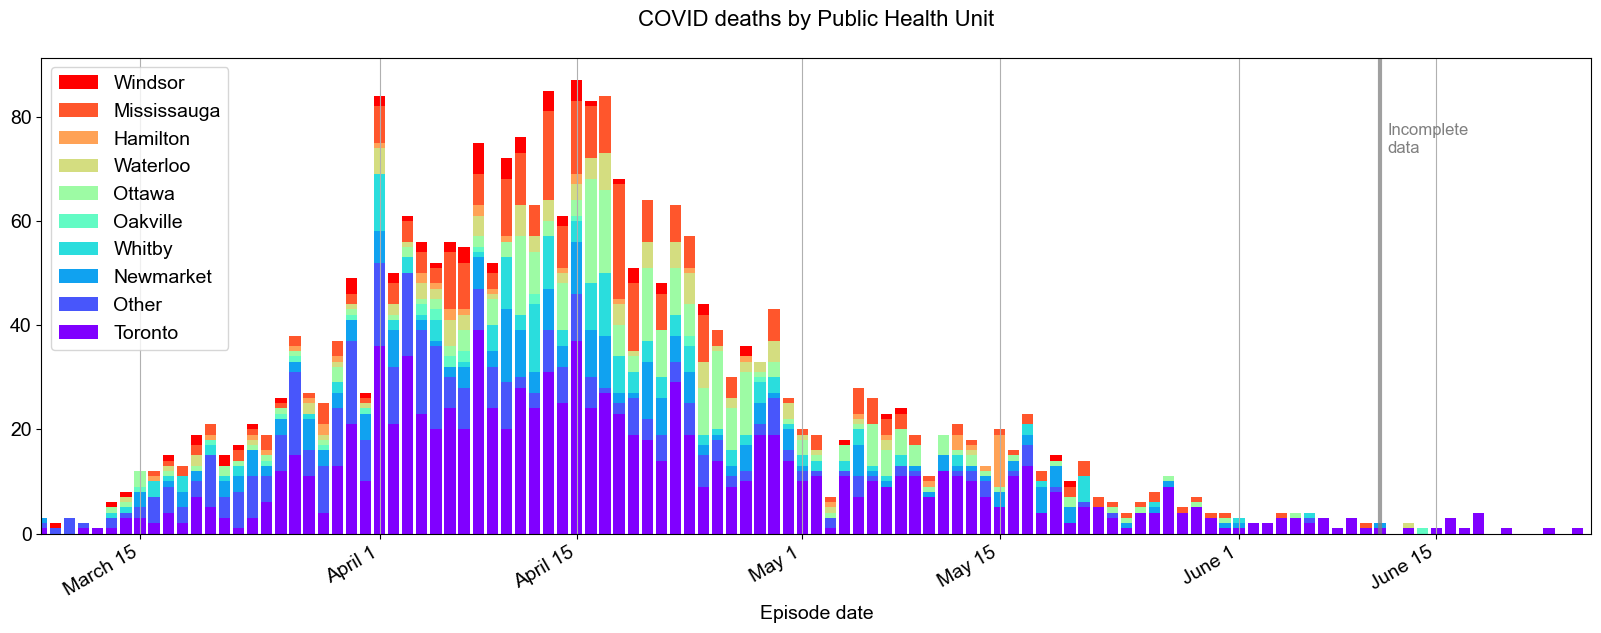 COVID deaths by Public Health Unit
Windsor
Mississauga
Hamilton
Waterloo
Ottawa
Oakville
Whitby
Newmarket
Other
Toronto
Incomplete
data
80
60
40
20
0
March 15
April 1
April 15
May 1
May 15
June 1
June 15
Episode date